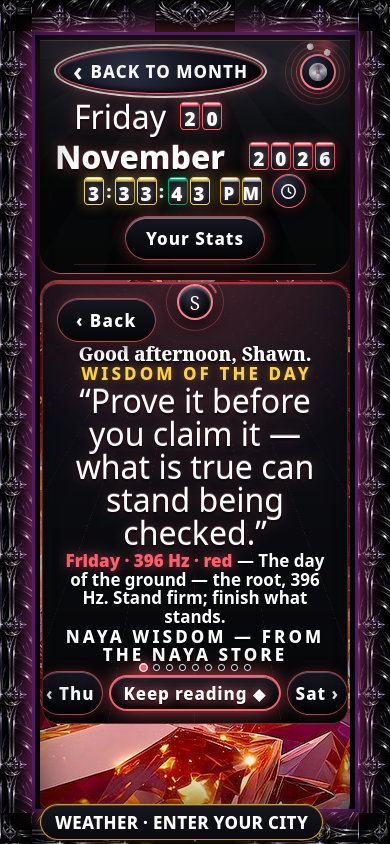 ‹ BACK TO MONTH
Friday 20
November 2026
3:33:43 PM
Your Stats
S
‹ Back
Good afternoon, Shawn.
WISDOM OF THE DAY
“Prove it before
you claim it —
what is true can
stand being
checked.”
Friday · 396 Hz · red — The day
of the ground — the root, 396
Hz. Stand firm; finish what
stands.
NAYA WISDOM — FROM
THE NAYA STORE
‹ Thu Keep reading ◆ Sat ›
WEATHER · ENTER YOUR CITY